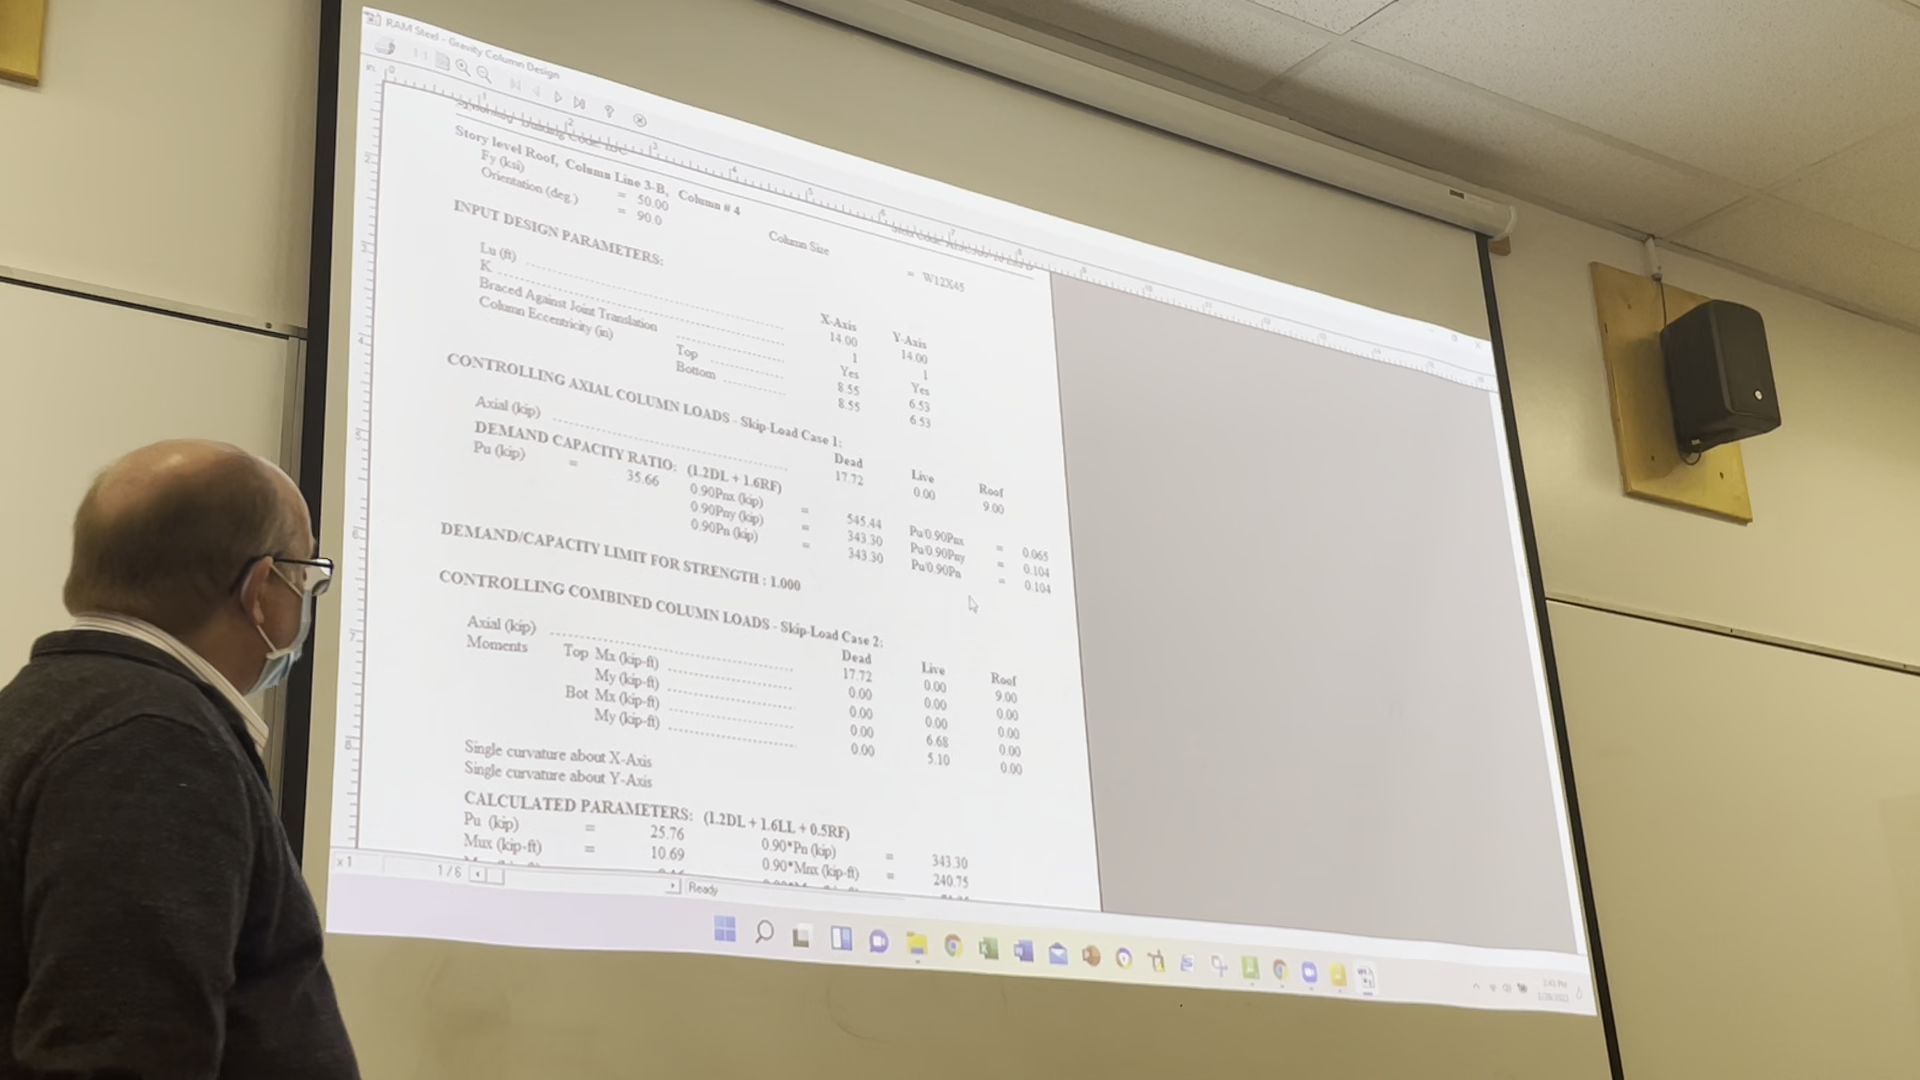 RAM Steel - Gravity Column Design
Story level Roof, Column Line 3-B, Column # 4
Fy (ksi) = 50.00 Column Size = W12X45
Orientation (deg.) = 90.0
INPUT DESIGN PARAMETERS:
X-Axis Y-Axis
Lu (ft) 14.00 14.00
K 1 1
Braced Against Joint Translation Yes Yes
Column Eccentricity (in) Top 8.55 6.53
Bottom 8.55 6.53
CONTROLLING AXIAL COLUMN LOADS - Skip-Load Case 1:
Dead Live Roof
Axial (kip) 17.72 0.00 9.00
DEMAND CAPACITY RATIO: (1.2DL + 1.6RF)
Pu (kip) = 35.66 0.90Pnx (kip) = 545.44 Pu/0.90Pnx = 0.065
0.90Pny (kip) = 343.30 Pu/0.90Pny = 0.104
0.90Pn (kip) = 343.30 Pu/0.90Pn = 0.104
DEMAND/CAPACITY LIMIT FOR STRENGTH : 1.000
CONTROLLING COMBINED COLUMN LOADS - Skip-Load Case 2:
Dead Live Roof
Axial (kip) 17.72 0.00 9.00
Moments Top Mx (kip-ft) 0.00 0.00 0.00
My (kip-ft) 0.00 0.00 0.00
Bot Mx (kip-ft) 0.00 6.68 0.00
My (kip-ft) 0.00 5.10 0.00
Single curvature about X-Axis
Single curvature about Y-Axis
CALCULATED PARAMETERS: (1.2DL + 1.6LL + 0.5RF)
Pu (kip) = 25.76 0.90*Pn (kip) = 343.30
Mux (kip-ft) = 10.69 0.90*Mnx (kip-ft) = 240.75
x 1 1 / 6 Ready